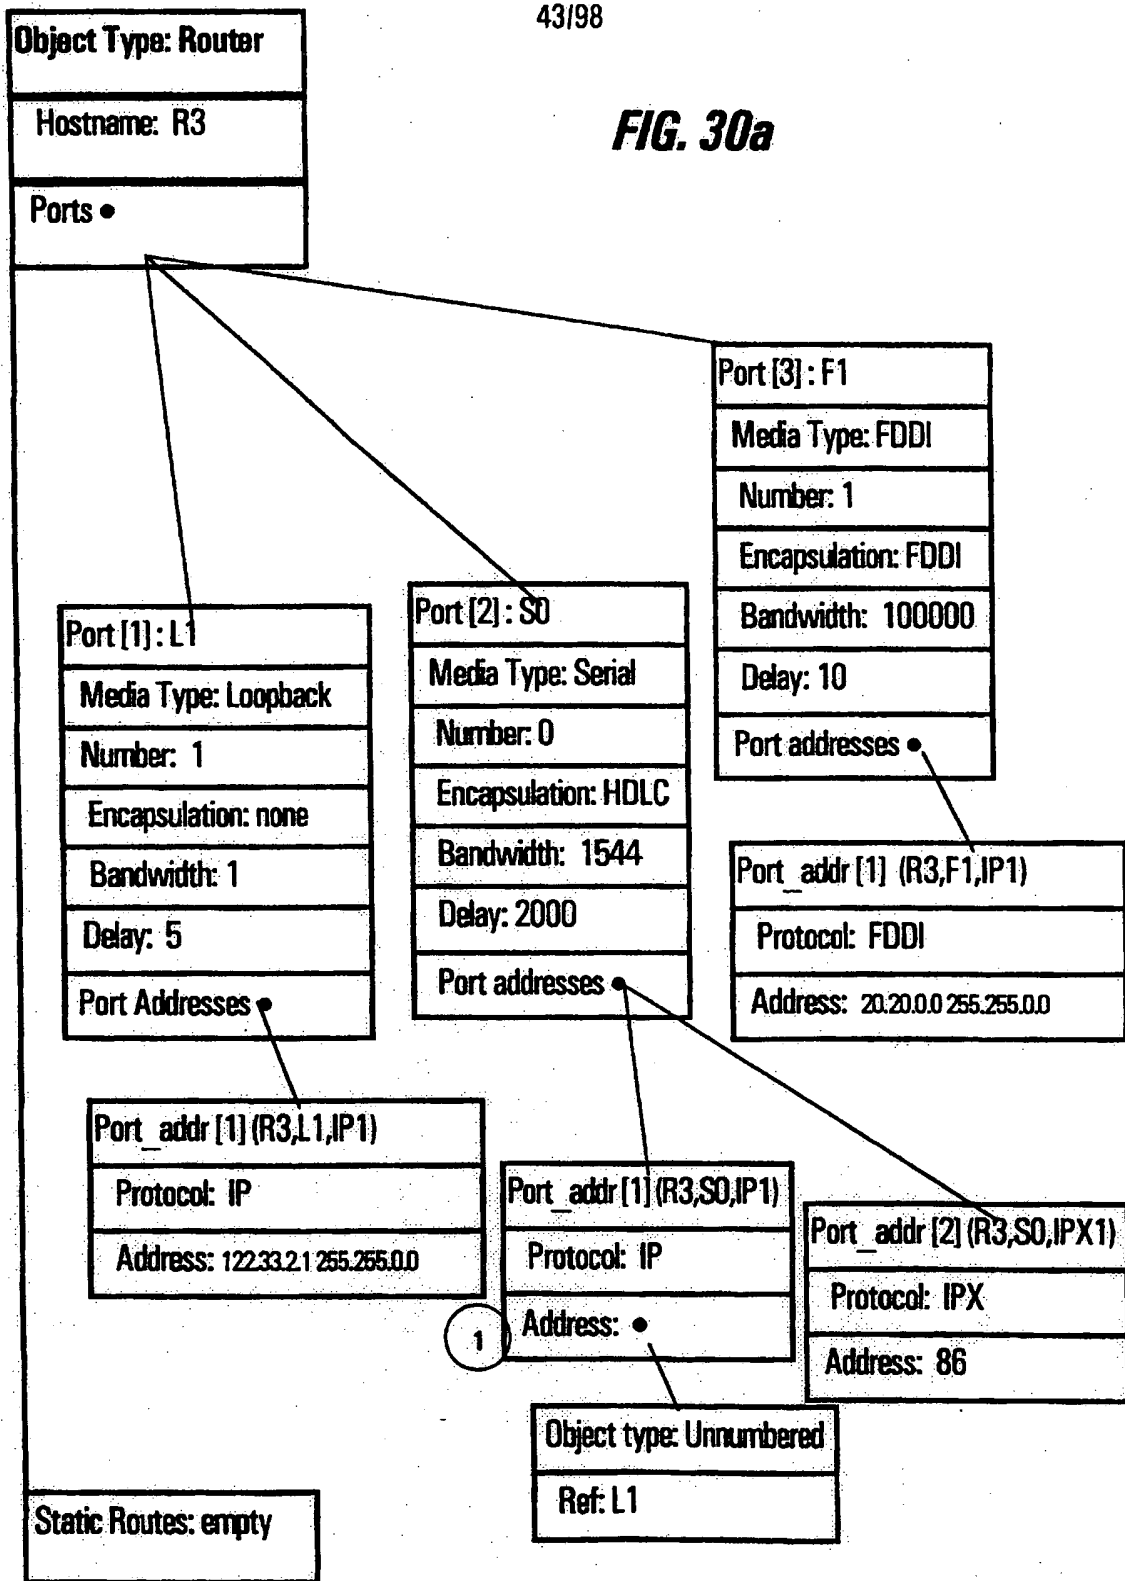 43/98
FIG. 30a
Object Type: Router
Hostname: R3
Ports
Port [3] : F1
Media Type: FDDI
Number: 1
Encapsulation: FDDI
Bandwidth: 100000
Delay: 10
Port addresses
Port [1] : L1
Media Type: Loopback
Number: 1
Encapsulation: none
Bandwidth: 1
Delay: 5
Port Addresses
Port [2] : S0
Media Type: Serial
Number: 0
Encapsulation: HDLC
Bandwidth: 1544
Delay: 2000
Port addresses
Port_addr [1] (R3,F1,IP1)
Protocol: FDDI
Address: 20.20.0.0 255.255.0.0
Port_addr [1] (R3,L1,IP1)
Protocol: IP
Address: 122.33.2.1 255.255.0.0
Port_addr [1] (R3,S0,IP1)
Protocol: IP
1
Address:
Port_addr [2] (R3,S0,IPX1)
Protocol: IPX
Address: 86
Object type: Unnumbered
Ref: L1
Static Routes: empty